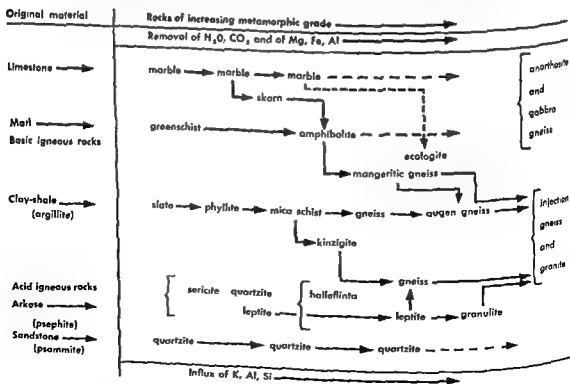 Original material
Rocks of increasing metamorphic grade
Removal of H2O, CO2 and of Mg, Fe, Al
Limestone
marble marble marble
anorthosite
and
gabbro
gneiss
skarn
Marl
Basic igneous rocks
greenschist amphibolite
ecologite
mangeritic gneiss
Clay-shale
(argillite)
slate phyllite mica schist gneiss augen gneiss
injection
gneiss
and
granite
kinzigite
Acid igneous rocks
gneiss
Arkose
sericite quartzite halleflinta
leptite leptite granulite
(psephite)
Sandstone
(psammite)
quartzite quartzite quartzite
Influx of K, Al, Si